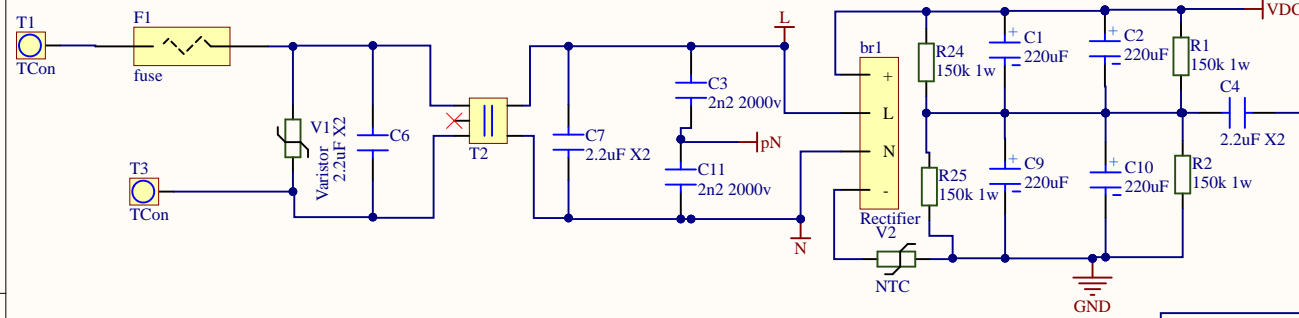 T1
TCon
F1
fuse
T3
TCon
V1
Varistor
2.2uF X2
C6
T2
C7
2.2uF X2
L
C3
2n2 2000v
pN
C11
2n2 2000v
N
br1
+
L
N
-
Rectifier
V2
NTC
R24
150k 1w
R25
150k 1w
+
C1
220uF
+
C2
220uF
R1
150k 1w
C4
2.2uF X2
+
C9
220uF
+
C10
220uF
R2
150k 1w
VDC
GND